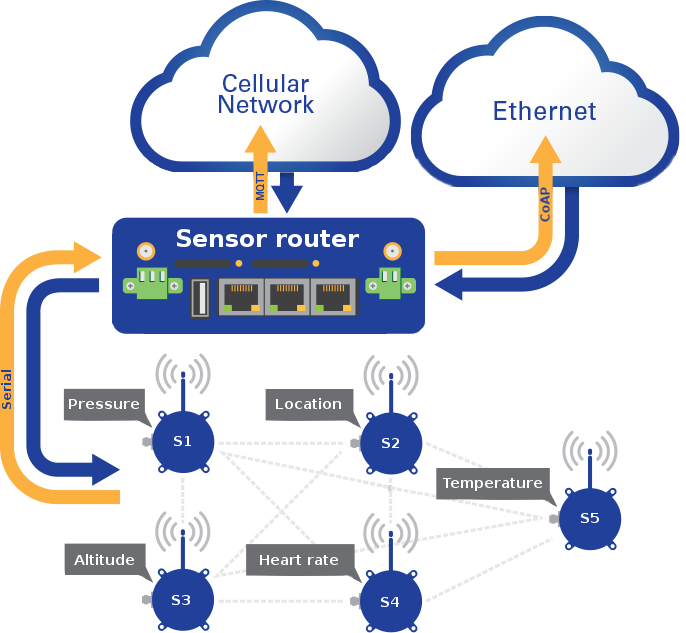 Cellular
Network
Ethernet
MQTT
CoAP
Sensor router
Serial
Pressure
S1
Location
S2
Temperature
S5
Altitude
S3
Heart rate
S4